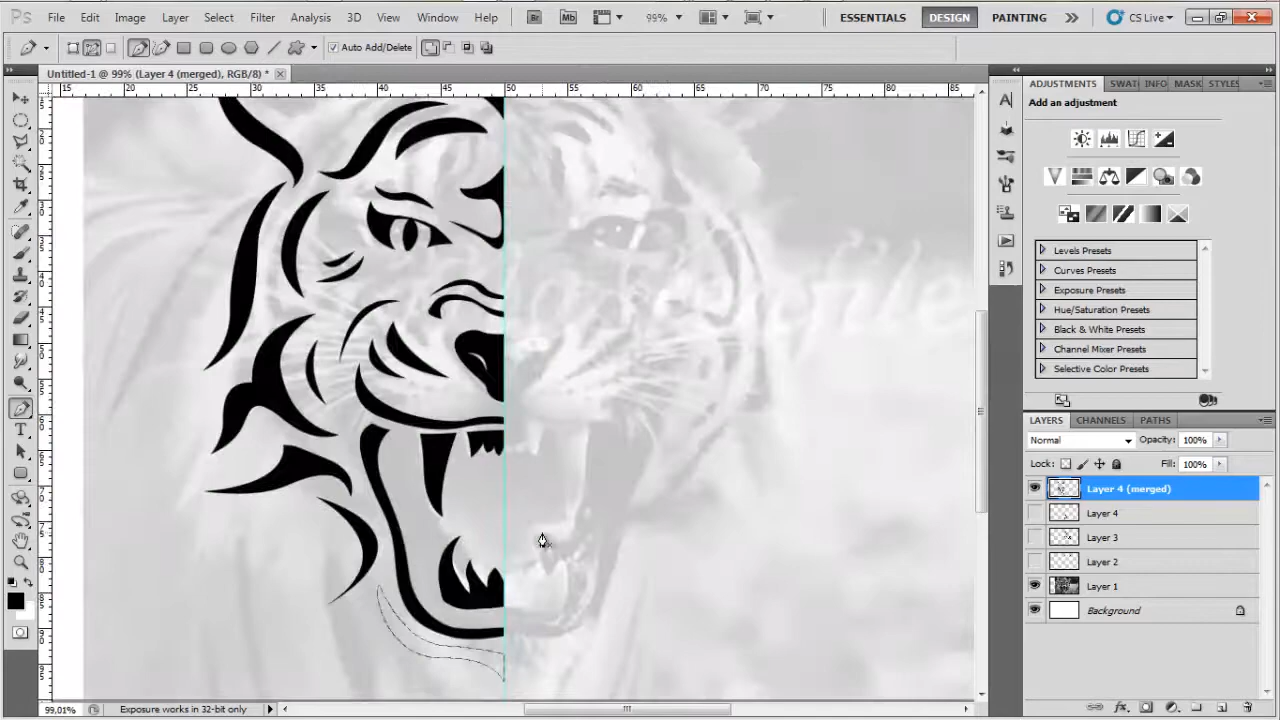 Ps File Edit Image Layer Select Filter Analysis 3D View Window Help Br Mb 99% ESSENTIALS DESIGN PAINTING CS Live
Auto Add/Delete
Untitled-1 @ 99% (Layer 4 (merged), RGB/8) *
15 20 25 30 35 40 45 50 55 60 65 70 75 80 85
ADJUSTMENTS SWAT INFO MASK STYLES
Add an adjustment
Levels Presets
Curves Presets
Exposure Presets
Hue/Saturation Presets
Black & White Presets
Channel Mixer Presets
Selective Color Presets
LAYERS CHANNELS PATHS
Normal Opacity: 100%
Lock: Fill: 100%
Layer 4 (merged)
Layer 4
Layer 3
Layer 2
Layer 1
Background
99,01% Exposure works in 32-bit only